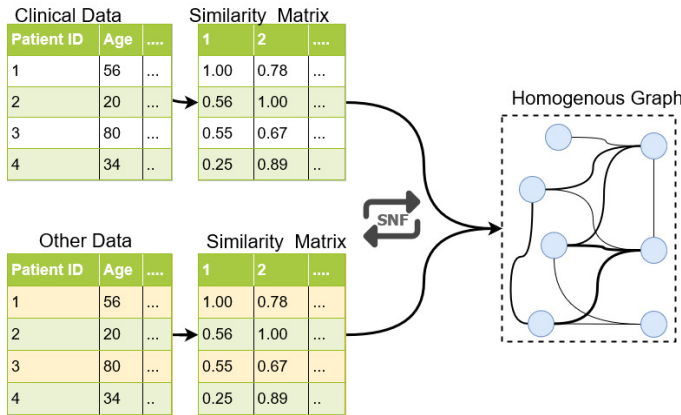 Clinical Data
Patient ID Age ....
1 56 ...
2 20 ...
3 80 ...
4 34 ..
Similarity Matrix
1 2 ....
1.00 0.78 ...
0.56 1.00 ...
0.55 0.67 ...
0.25 0.89 ..
Other Data
Patient ID Age ....
1 56 ...
2 20 ...
3 80 ...
4 34 ..
Similarity Matrix
1 2 ....
1.00 0.78 ...
0.56 1.00 ...
0.55 0.67 ...
0.25 0.89 ..
SNF
Homogenous Graph